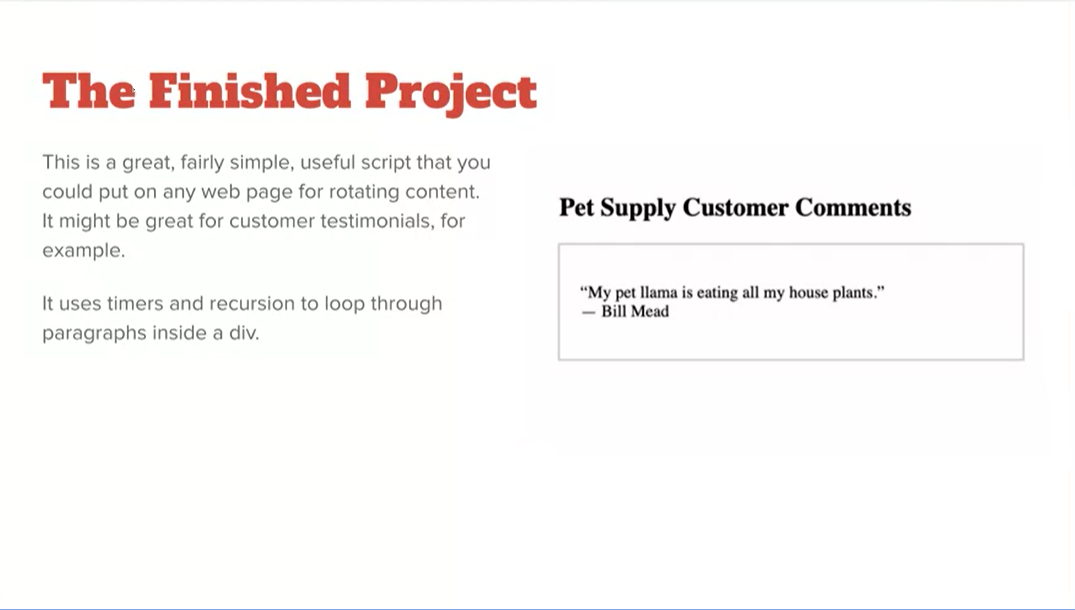 The Finished Project
This is a great, fairly simple, useful script that you
could put on any web page for rotating content.
It might be great for customer testimonials, for
example.
It uses timers and recursion to loop through
paragraphs inside a div.
Pet Supply Customer Comments
“My pet llama is eating all my house plants.”
— Bill Mead